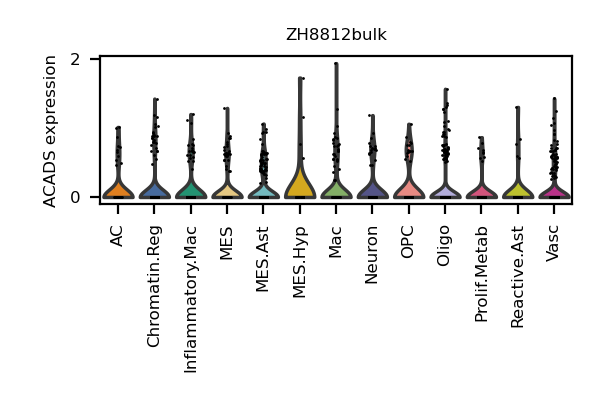 ZH8812bulk
ACADS expression
2
0
AC
Chromatin.Reg
Inflammatory.Mac
MES
MES.Ast
MES.Hyp
Mac
Neuron
OPC
Oligo
Prolif.Metab
Reactive.Ast
Vasc